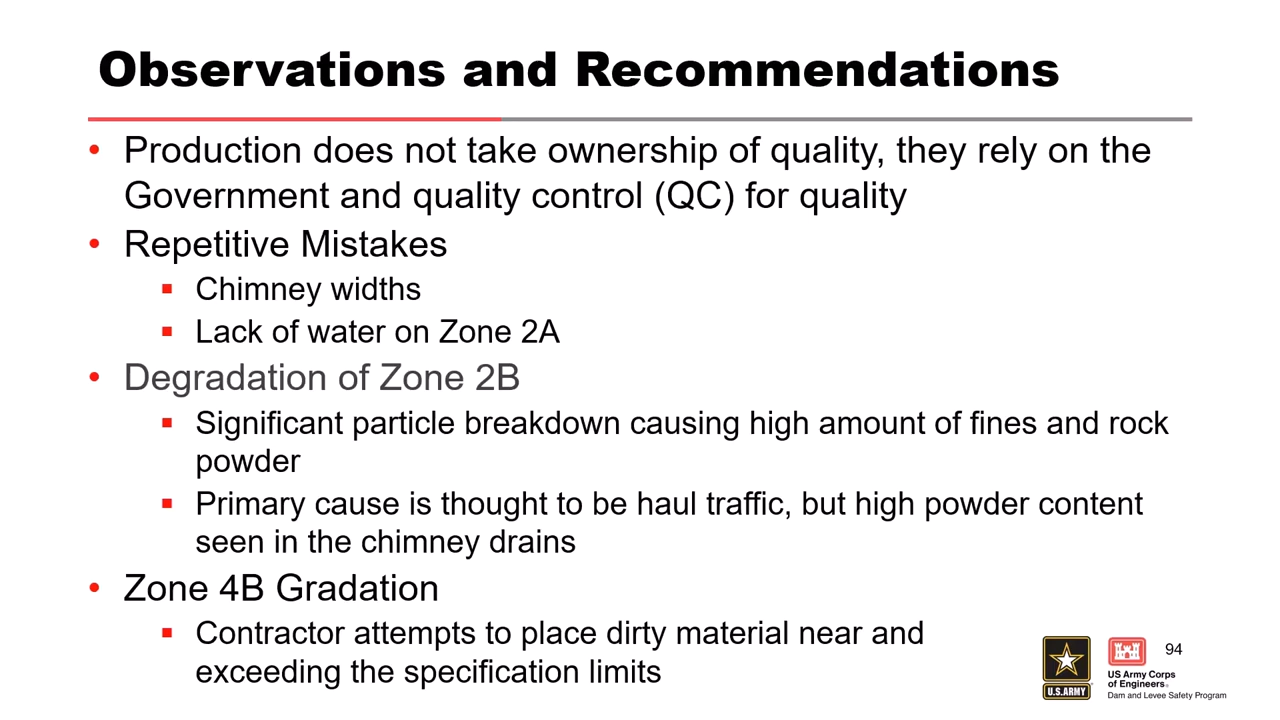 Observations and Recommendations
• Production does not take ownership of quality, they rely on the
Government and quality control (QC) for quality
• Repetitive Mistakes
▪ Chimney widths
▪ Lack of water on Zone 2A
• Degradation of Zone 2B
▪ Significant particle breakdown causing high amount of fines and rock
powder
▪ Primary cause is thought to be haul traffic, but high powder content
seen in the chimney drains
• Zone 4B Gradation
▪ Contractor attempts to place dirty material near and
exceeding the specification limits
94
U.S.ARMY
US Army Corps
of Engineers®
Dam and Levee Safety Program